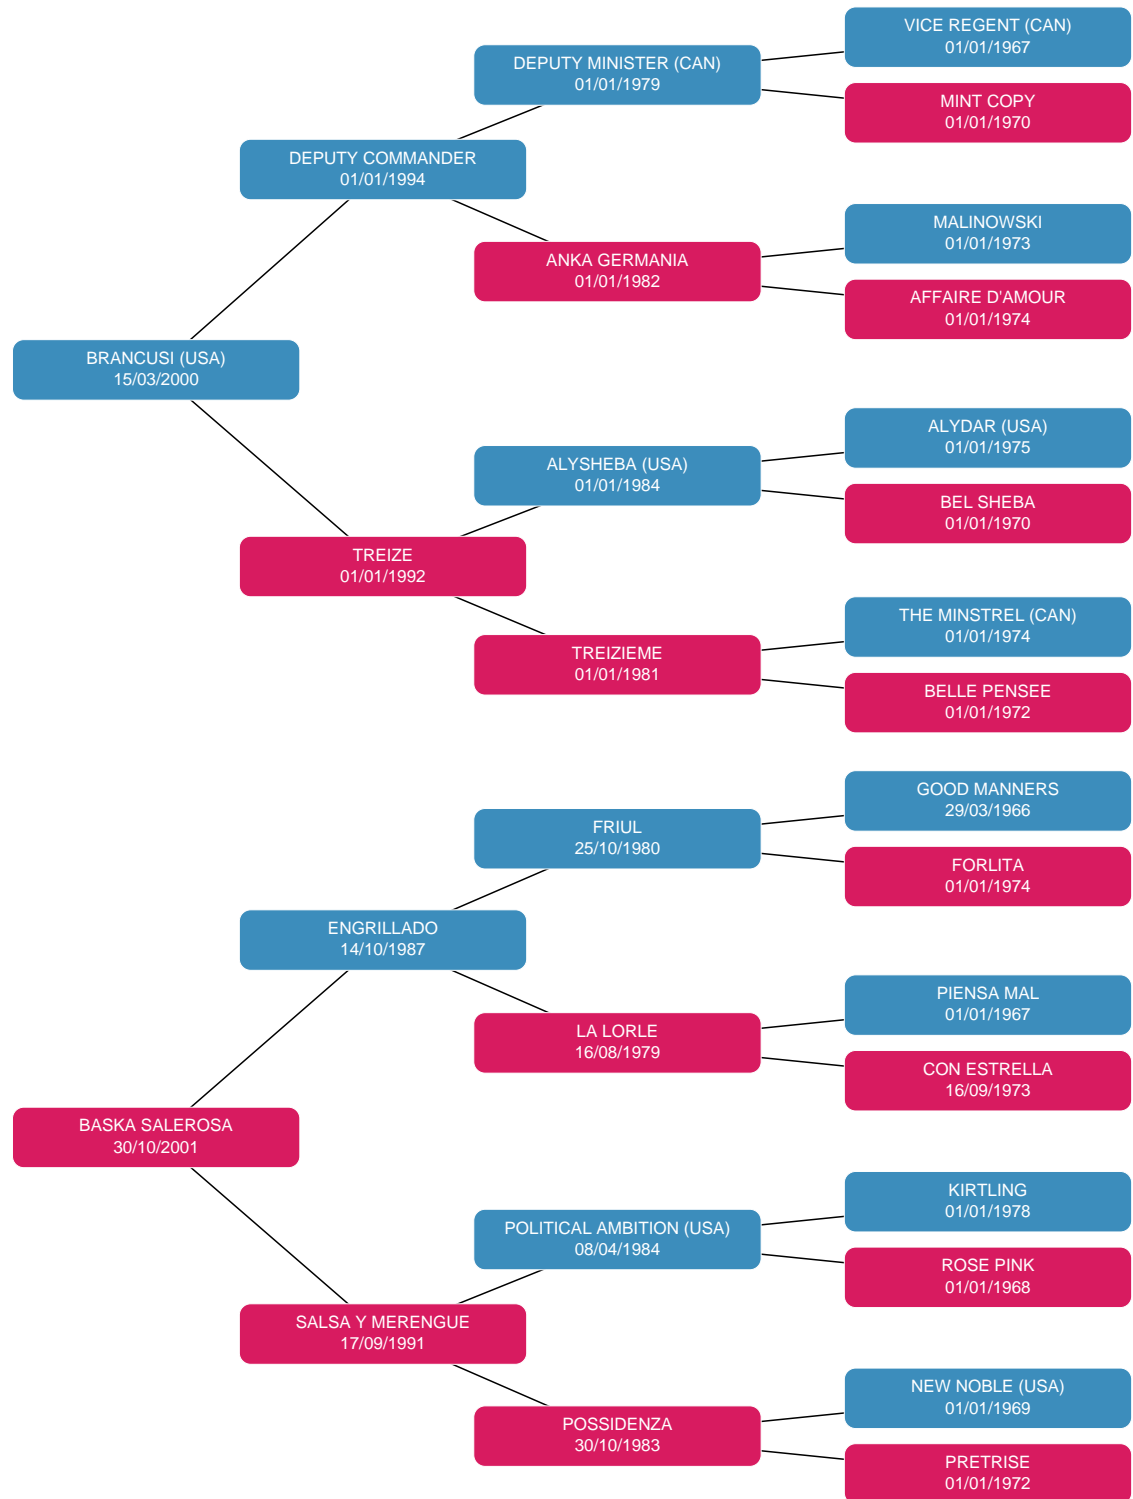 VICE REGENT (CAN)
01/01/1967
DEPUTY MINISTER (CAN)
01/01/1979
MINT COPY
01/01/1970
DEPUTY COMMANDER
01/01/1994
MALINOWSKI
01/01/1973
ANKA GERMANIA
01/01/1982
AFFAIRE D'AMOUR
01/01/1974
BRANCUSI (USA)
15/03/2000
ALYDAR (USA)
01/01/1975
ALYSHEBA (USA)
01/01/1984
BEL SHEBA
01/01/1970
TREIZE
01/01/1992
THE MINSTREL (CAN)
01/01/1974
TREIZIEME
01/01/1981
BELLE PENSEE
01/01/1972
GOOD MANNERS
29/03/1966
FRIUL
25/10/1980
FORLITA
01/01/1974
ENGRILLADO
14/10/1987
PIENSA MAL
01/01/1967
LA LORLE
16/08/1979
CON ESTRELLA
16/09/1973
BASKA SALEROSA
30/10/2001
KIRTLING
01/01/1978
POLITICAL AMBITION (USA)
08/04/1984
ROSE PINK
01/01/1968
SALSA Y MERENGUE
17/09/1991
NEW NOBLE (USA)
01/01/1969
POSSIDENZA
30/10/1983
PRETRISE
01/01/1972